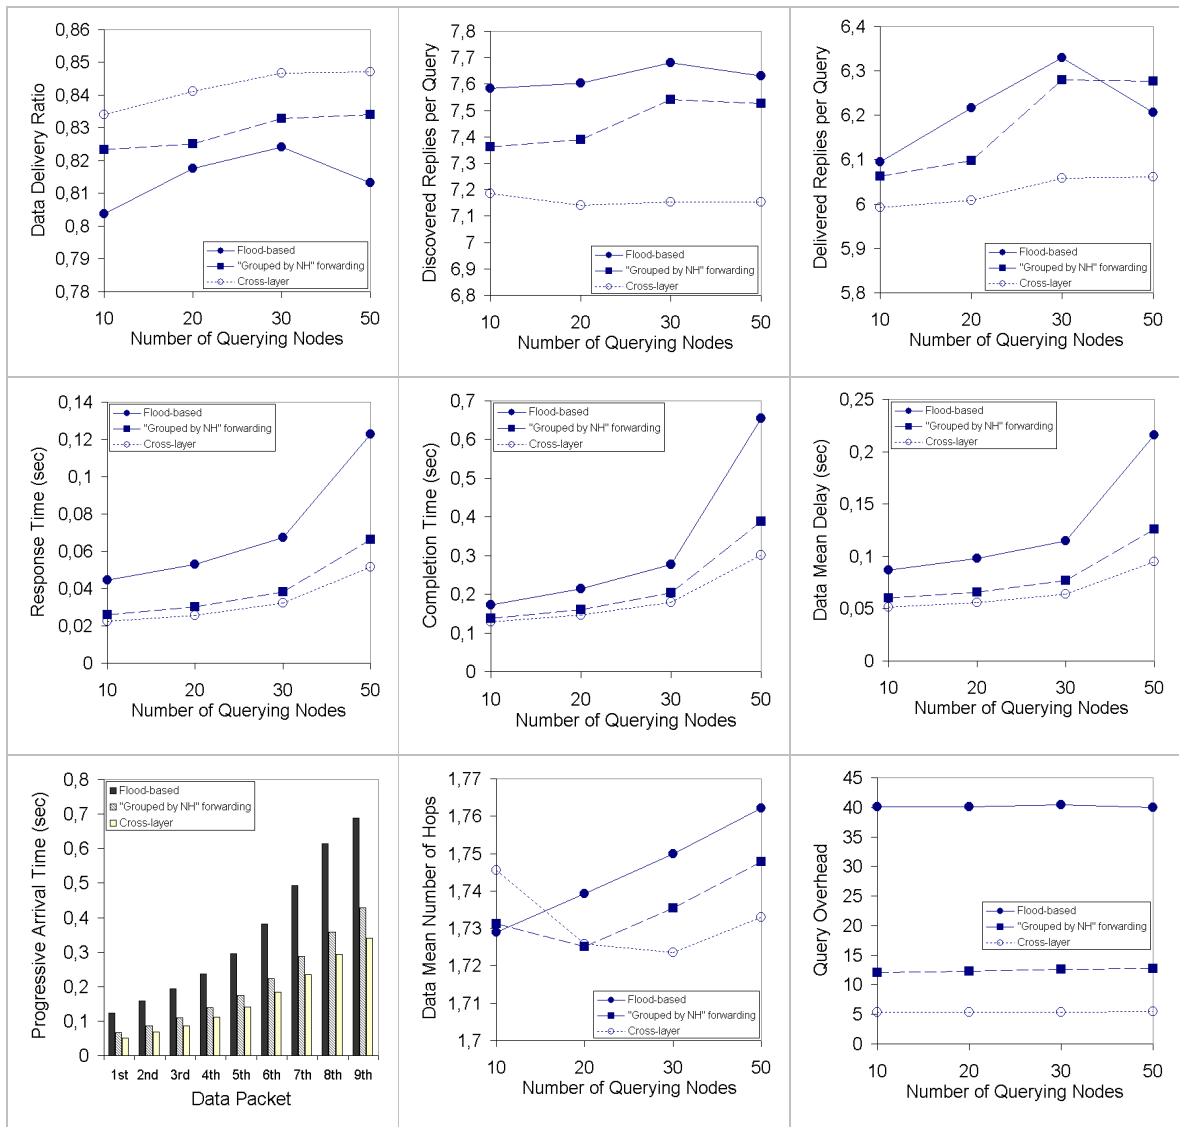 Data Delivery Ratio
0,86
0,85
0,84
0,83
0,82
0,81
0,8
0,79
0,78
Flood-based
"Grouped by NH" forwarding
Cross-layer
10 20 30 50
Number of Querying Nodes
Discovered Replies per Query
7,8
7,7
7,6
7,5
7,4
7,3
7,2
7,1
7
6,9
6,8
Flood-based
"Grouped by NH" forwarding
Cross-layer
10 20 30 50
Number of Querying Nodes
Delivered Replies per Query
6,4
6,3
6,2
6,1
6
5,9
5,8
Flood-based
"Grouped by NH" forwarding
Cross-layer
10 20 30 50
Number of Querying Nodes
Response Time (sec)
0,14
0,12
0,1
0,08
0,06
0,04
0,02
0
Flood-based
"Grouped by NH" forwarding
Cross-layer
10 20 30 50
Number of Querying Nodes
Completion Time (sec)
0,7
0,6
0,5
0,4
0,3
0,2
0,1
0
Flood-based
"Grouped by NH" forwarding
Cross-layer
10 20 30 50
Number of Querying Nodes
Data Mean Delay (sec)
0,25
0,2
0,15
0,1
0,05
0
Flood-based
"Grouped by NH" forwarding
Cross-layer
10 20 30 50
Number of Querying Nodes
Progressive Arrival Time (sec)
0,8
0,7
0,6
0,5
0,4
0,3
0,2
0,1
0
Flood-based
"Grouped by NH" forwarding
Cross-layer
1st 2nd 3rd 4th 5th 6th 7th 8th 9th
Data Packet
Data Mean Number of Hops
1,77
1,76
1,75
1,74
1,73
1,72
1,71
1,7
Flood-based
"Grouped by NH" forwarding
Cross-layer
10 20 30 50
Number of Querying Nodes
Query Overhead
45
40
35
30
25
20
15
10
5
0
Flood-based
"Grouped by NH" forwarding
Cross-layer
10 20 30 50
Number of Querying Nodes